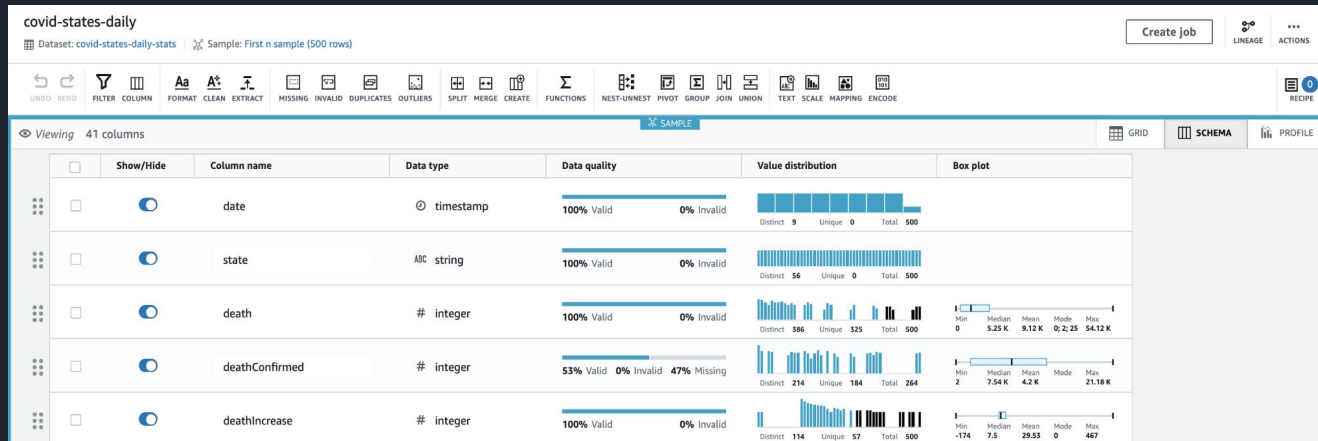 covid-states-daily
Dataset: covid-states-daily-stats Sample: First n sample (500 rows)
Create job
LINEAGE
ACTIONS
UNDO REDO FILTER COLUMN FORMAT CLEAN EXTRACT MISSING INVALID DUPLICATES OUTLIERS SPLIT MERGE CREATE FUNCTIONS NEST-UNNEST PIVOT GROUP JOIN UNION TEXT SCALE MAPPING ENCODE
0
RECIPE
SAMPLE
Viewing 41 columns
GRID SCHEMA PROFILE
Show/Hide Column name Data type Data quality Value distribution Box plot
date timestamp 100% Valid 0% Invalid
Distinct 9 Unique 0 Total 500
state ABC string 100% Valid 0% Invalid
Distinct 56 Unique 0 Total 500
death # integer 100% Valid 0% Invalid
Distinct 386 Unique 325 Total 500
Min Median Mean Mode Max
0 5.25 K 9.12 K 0; 2; 25 54.12 K
deathConfirmed # integer 53% Valid 0% Invalid 47% Missing
Distinct 214 Unique 184 Total 264
Min Median Mean Mode Max
2 7.54 K 4.2 K 21.18 K
deathIncrease # integer 100% Valid 0% Invalid
Distinct 114 Unique 57 Total 500
Min Median Mean Mode Max
-174 7.5 29.53 0 467